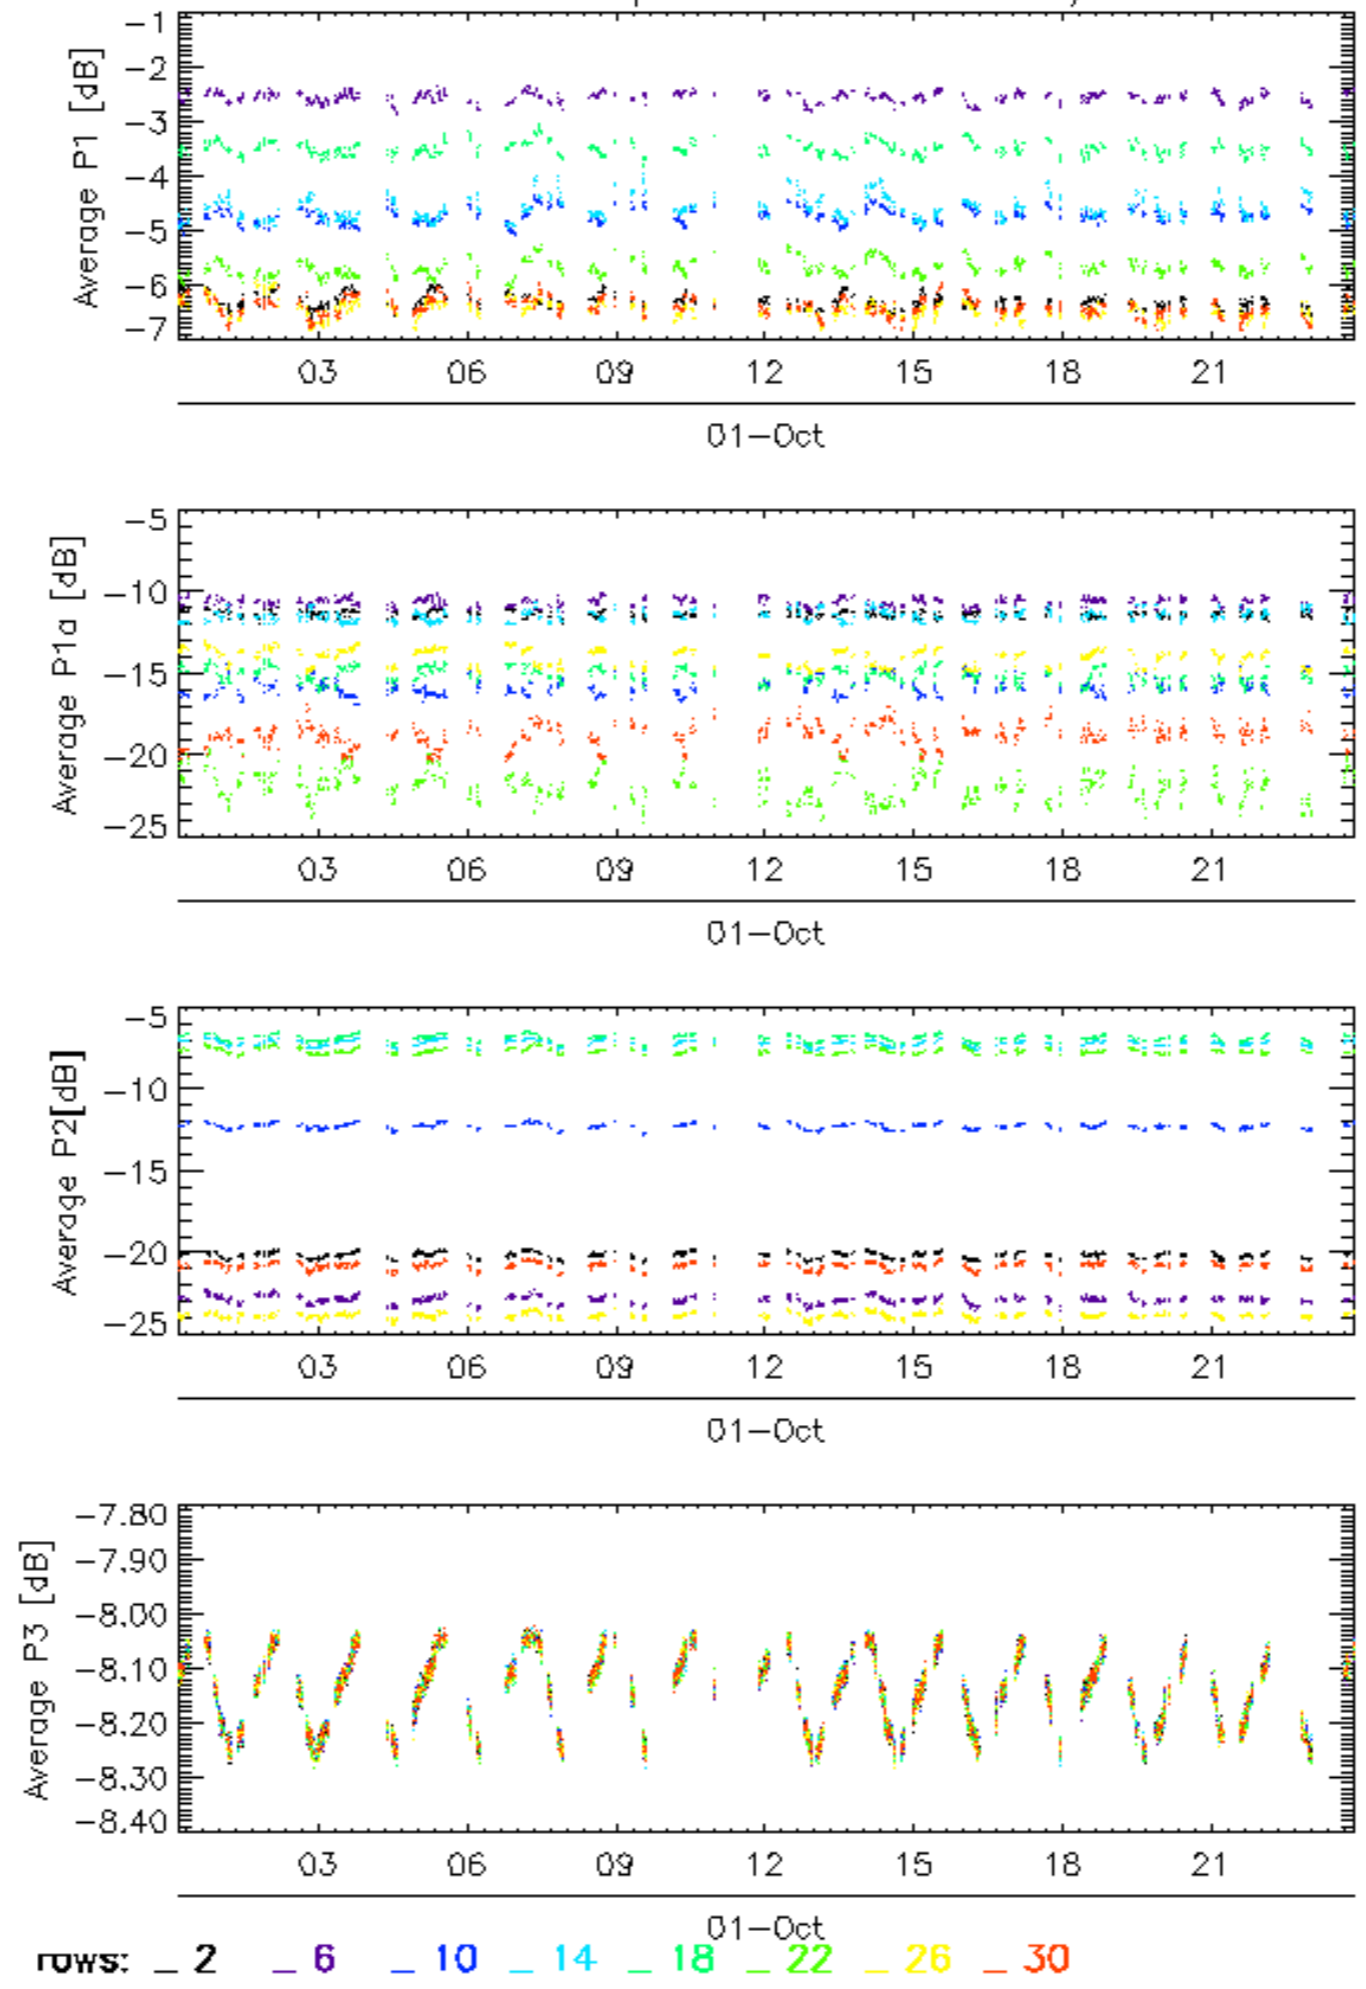 Average P1 [dB]
-1
-2
-3
-4
-5
-6
-7
03 06 09 12 15 18 21
01-Oct
Average P1a [dB]
-5
-10
-15
-20
-25
03 06 09 12 15 18 21
01-Oct
Average P2[dB]
-5
-10
-15
-20
-25
03 06 09 12 15 18 21
01-Oct
Average P3 [dB]
-7.80
-7.90
-8.00
-8.10
-8.20
-8.30
-8.40
03 06 09 12 15 18 21
01-Oct
rows: _ 2 _ 6 _ 10 _ 14 _ 18 _ 22 _ 26 _ 30